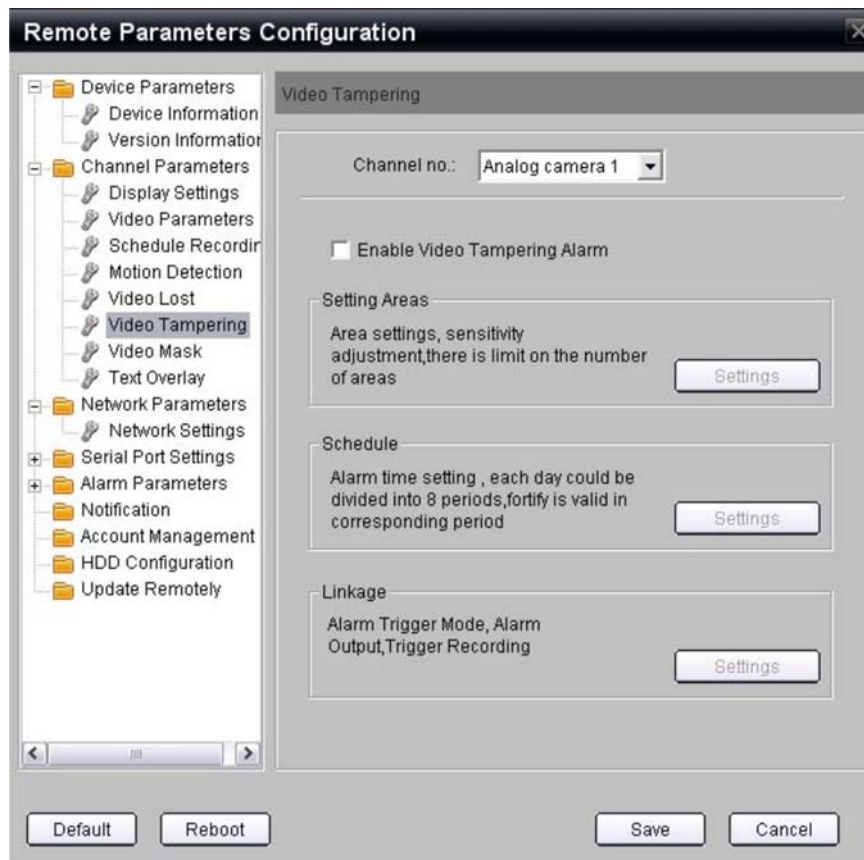 Remote Parameters Configuration
Device Parameters
Device Information
Version Information
Channel Parameters
Display Settings
Video Parameters
Schedule Recordin
Motion Detection
Video Lost
Video Tampering
Video Mask
Text Overlay
Network Parameters
Network Settings
Serial Port Settings
Alarm Parameters
Notification
Account Management
HDD Configuration
Update Remotely
Video Tampering
Channel no.: Analog camera 1
Enable Video Tampering Alarm
Setting Areas
Area settings, sensitivity
adjustment,there is limit on the number
of areas
Settings
Schedule
Alarm time setting , each day could be
divided into 8 periods,fortify is valid in
corresponding period
Settings
Linkage
Alarm Trigger Mode, Alarm
Output,Trigger Recording
Settings
Default Reboot Save Cancel